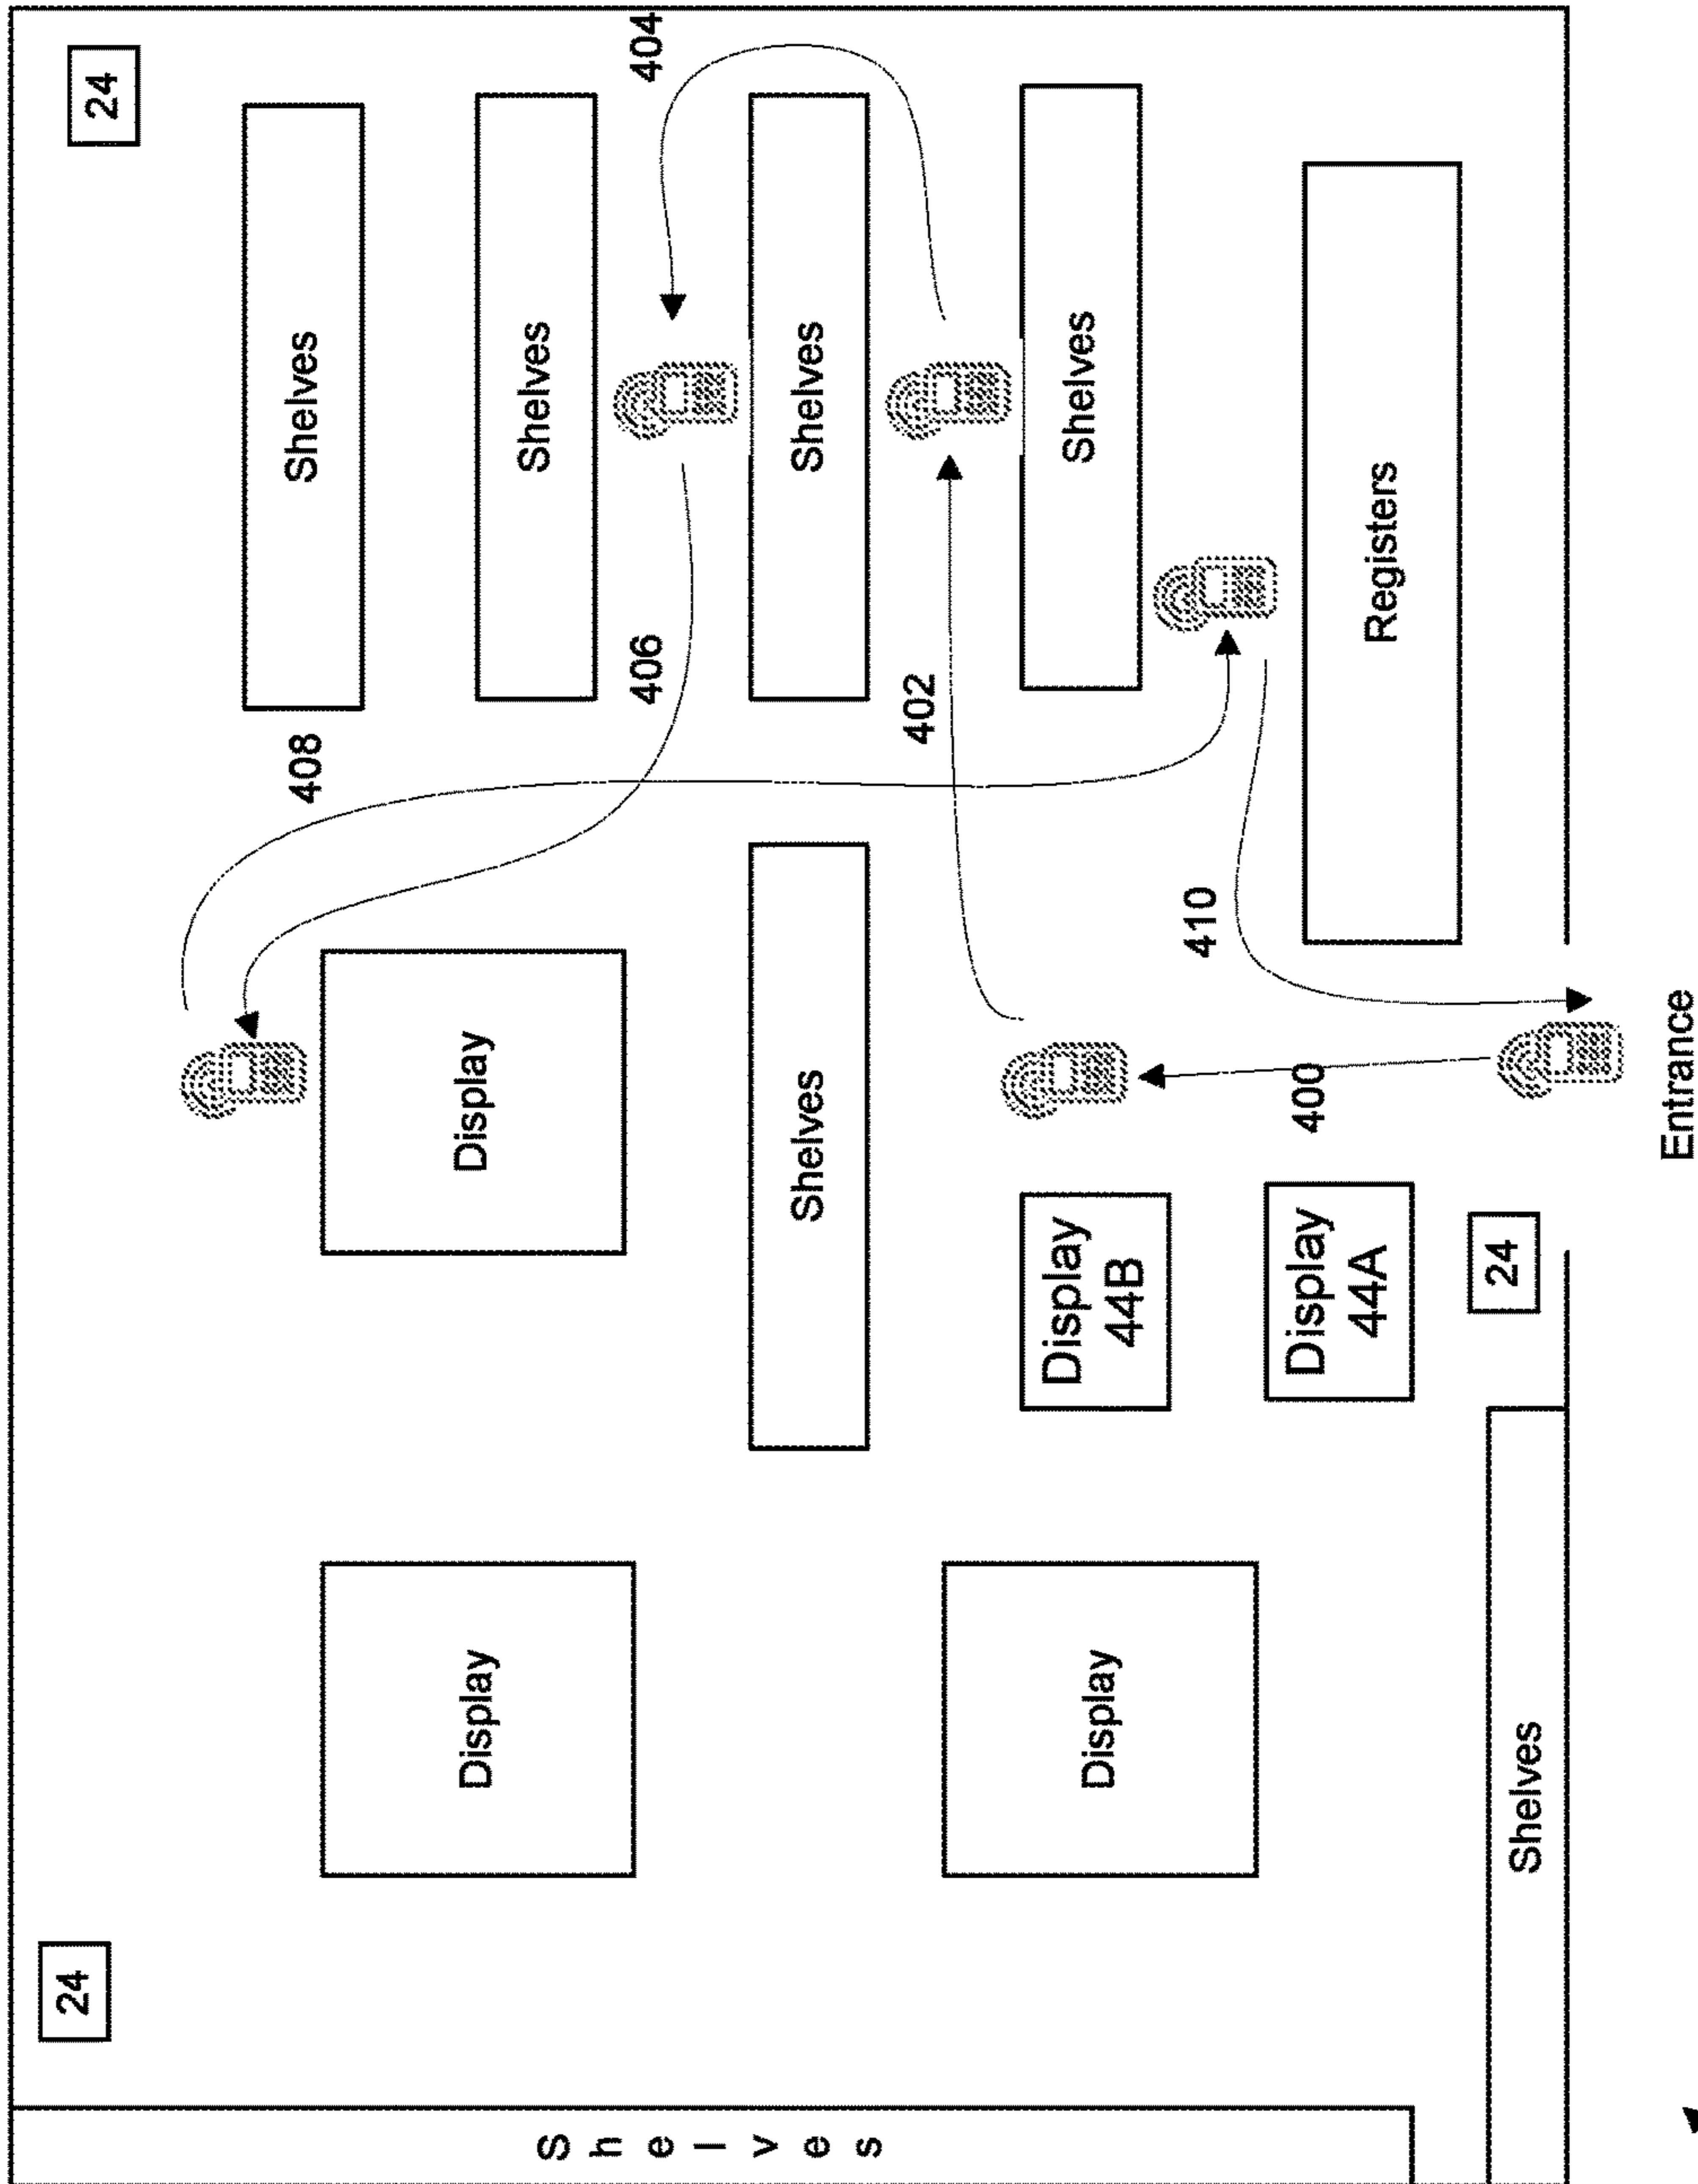 24
24
Shelves
408
Display
Display
Shelves
S
h
e
l
v
e
s
406
404
Shelves
Shelves
402
Display
Display
44B
Shelves
410
Display
44A
400
Registers
24
Shelves
Entrance